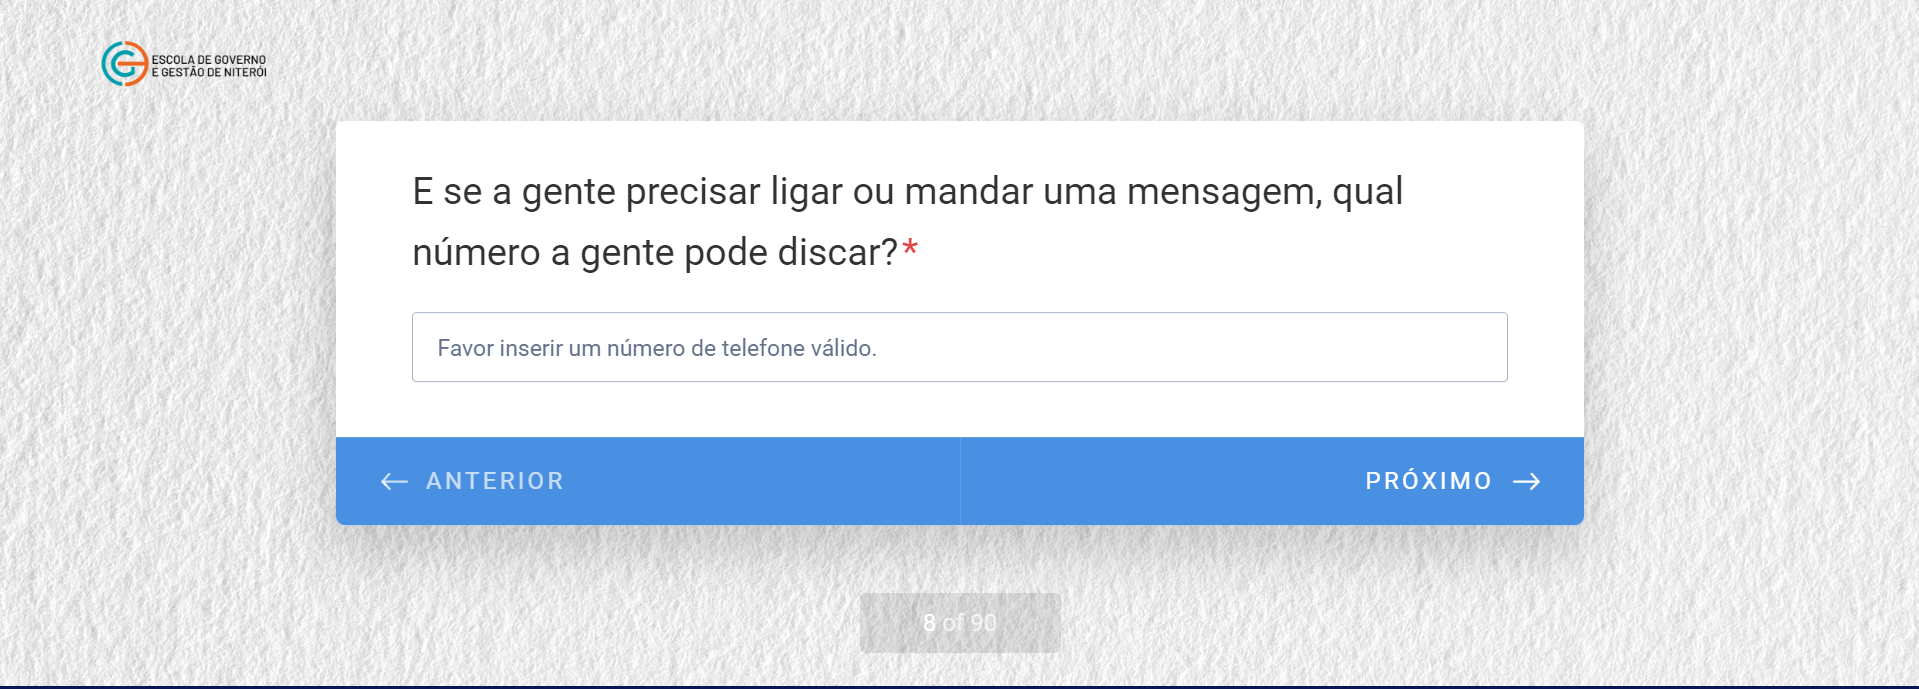 ESCOLA DE GOVERNO
E GESTÃO DE NITERÓI
E se a gente precisar ligar ou mandar uma mensagem, qual
número a gente pode discar?*
Favor inserir um número de telefone válido.
← ANTERIOR
PRÓXIMO →
8 of 90